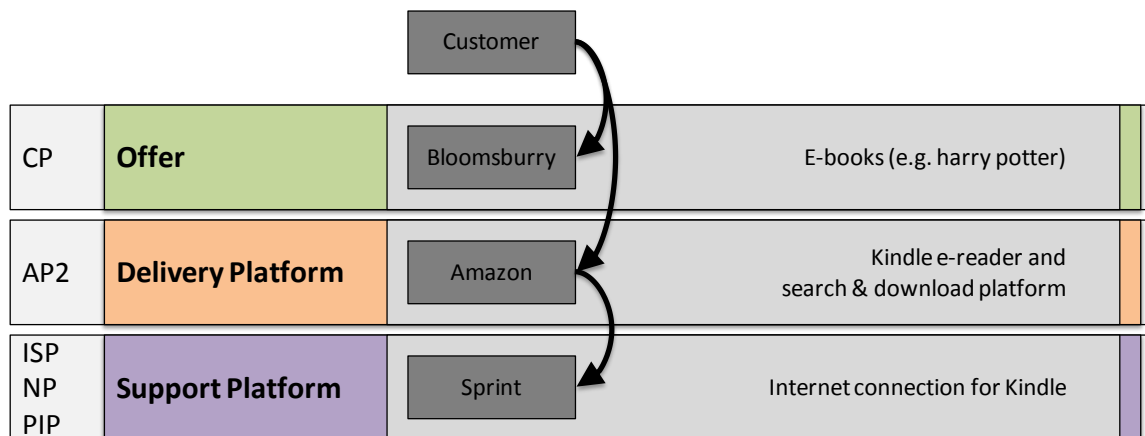 Customer
CP
Offer
Bloomsburry
E-books (e.g. harry potter)
AP2
Delivery Platform
Amazon
Kindle e-reader and
search & download platform
ISP
NP
PIP
Support Platform
Sprint
Internet connection for Kindle